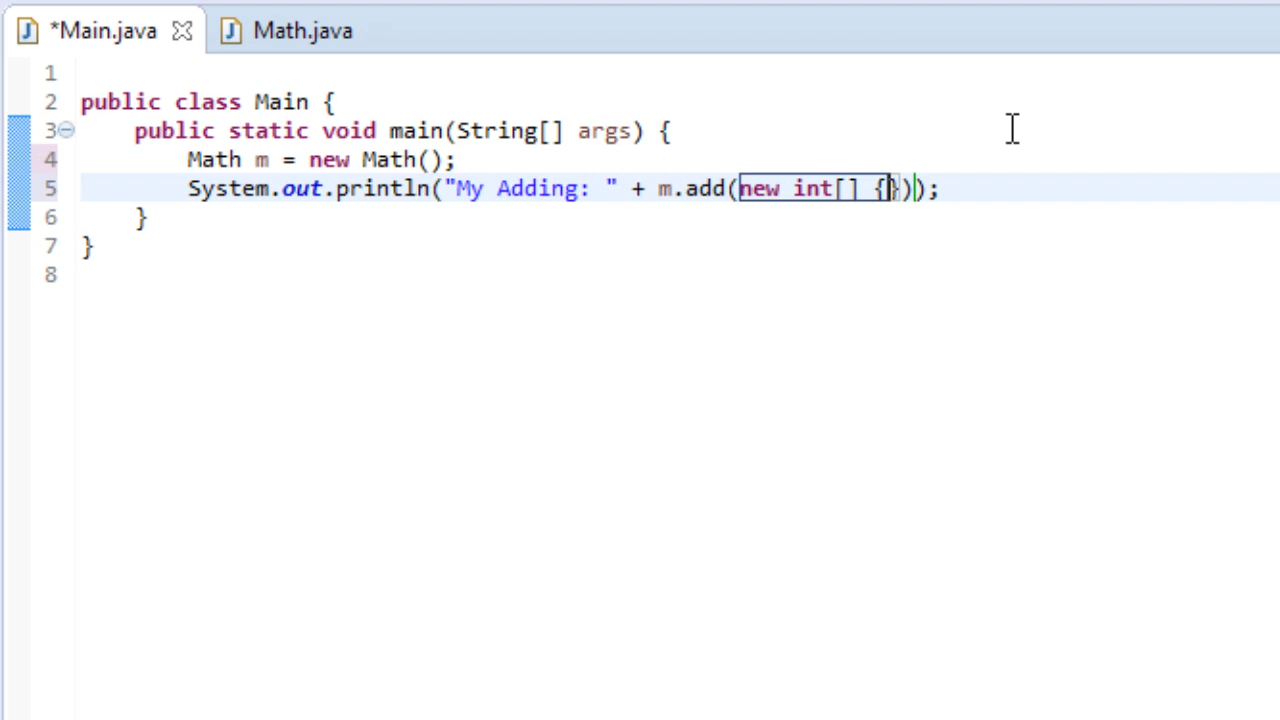 *Main.java Math.java
1
2 public class Main {
3 public static void main(String[] args) {
4 Math m = new Math();
5 System.out.println("My Adding: " + m.add(new int[] {}));
6 }
7 }
8